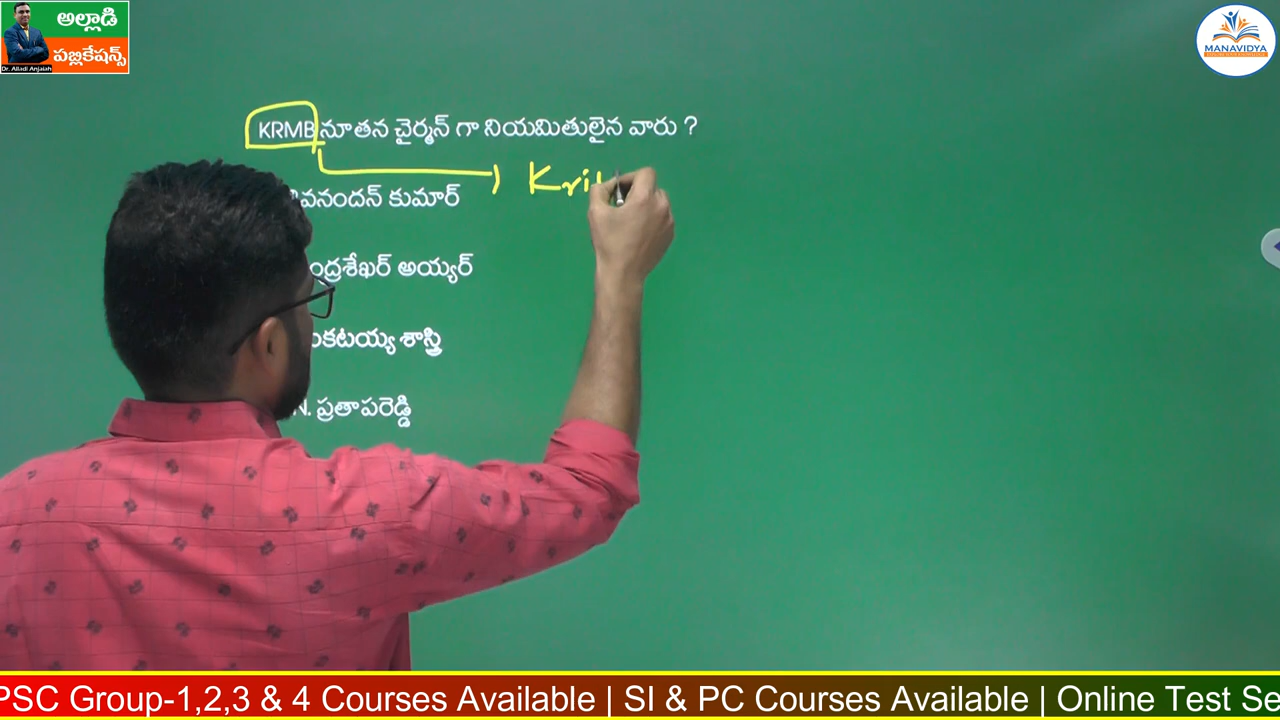 అల్లాడి
పబ్లికేషన్స్
Dr. Alladi Anjaiah
MANAVIDYA
KRMB నూతన చైర్మన్ గా నియమితులైన వారు ?
Kri
శివనందన్ కుమార్
చంద్రశేఖర్ అయ్యర్
వెంకటయ్య శాస్త్రి
N. ప్రతాపరెడ్డి
PSC Group-1,2,3 & 4 Courses Available | SI & PC Courses Available | Online Test Se